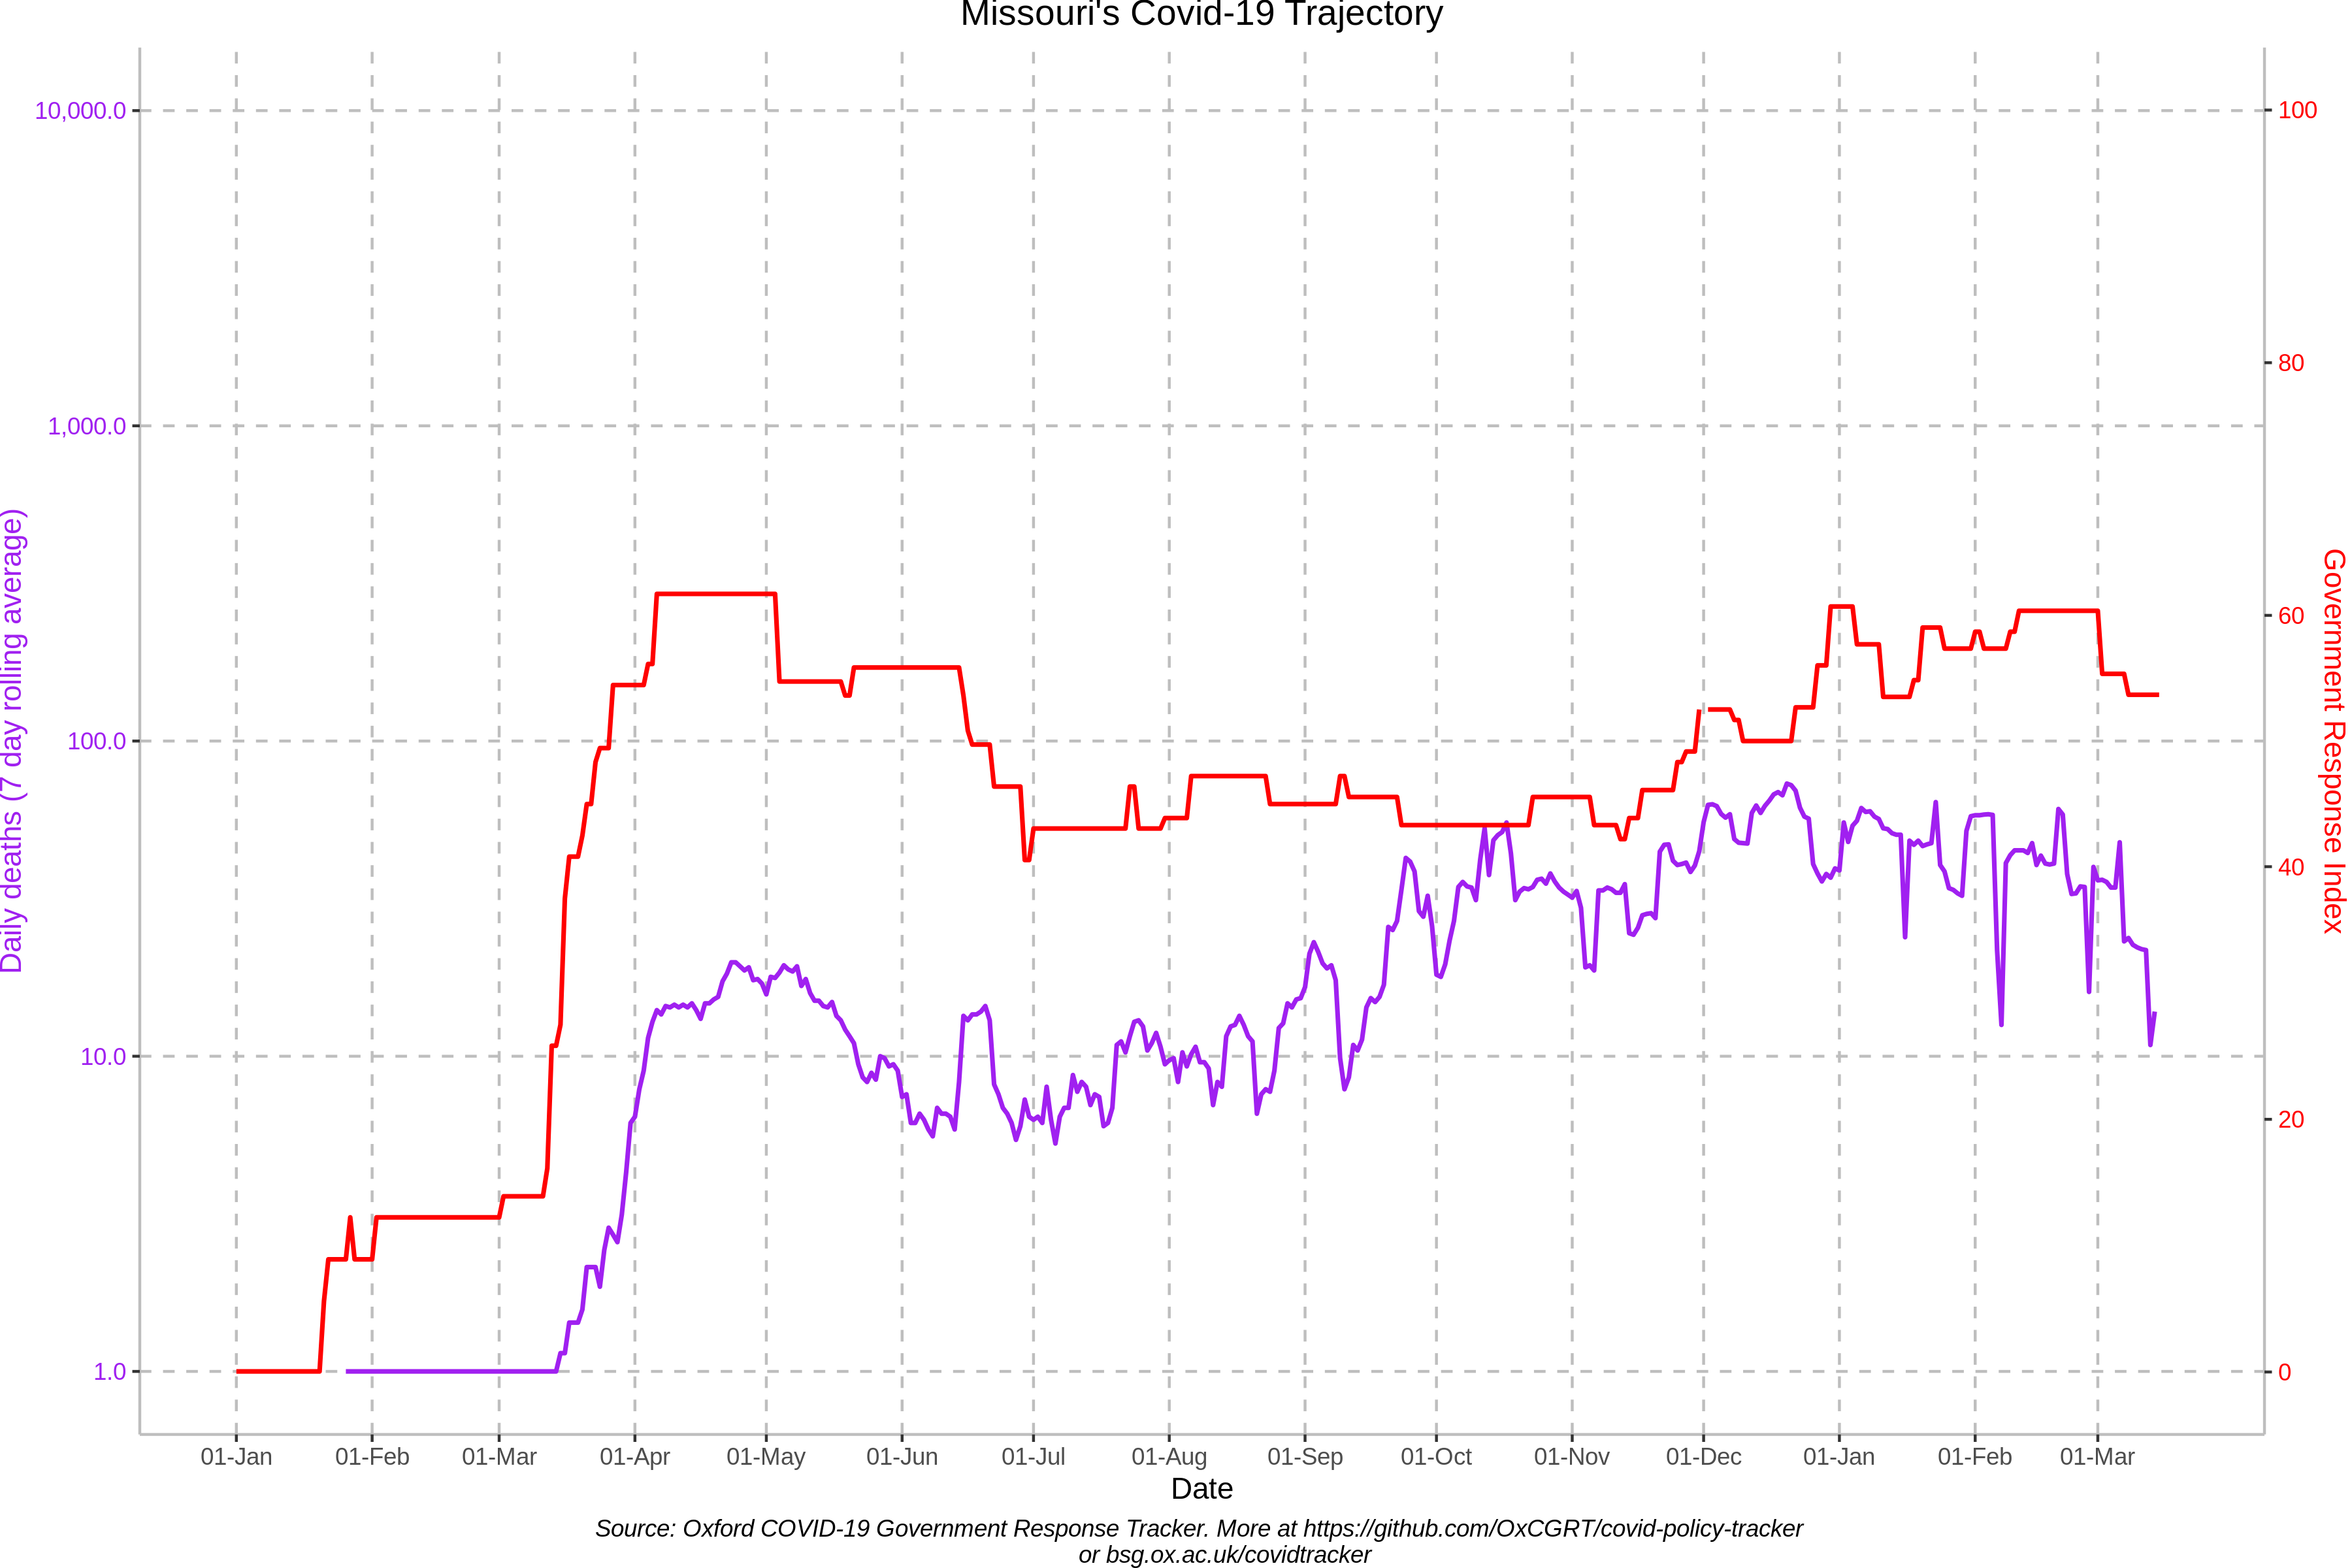 Missouri's Covid-19 Trajectory
10,000.0
1,000.0
100.0
10.0
1.0
Daily deaths (7 day rolling average)
100
80
60
40
20
0
Government Response Index
01-Jan 01-Feb 01-Mar 01-Apr 01-May 01-Jun 01-Jul 01-Aug 01-Sep 01-Oct 01-Nov 01-Dec 01-Jan 01-Feb 01-Mar
Date
Source: Oxford COVID-19 Government Response Tracker. More at https://github.com/OxCGRT/covid-policy-tracker
or bsg.ox.ac.uk/covidtracker